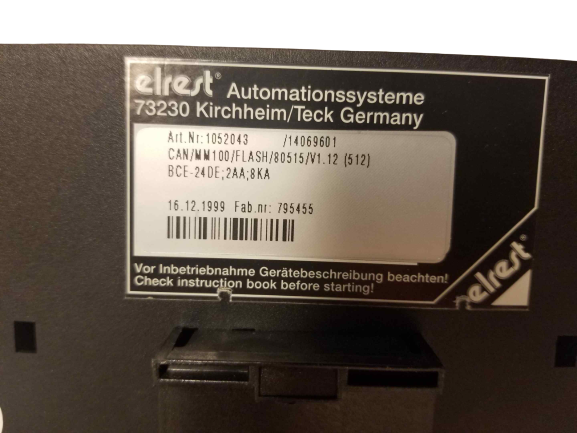 elrest® Automationssysteme
73230 Kirchheim/Teck Germany
Art.Nr:1052043 /14069601
CAN/MM100/FLASH/80515/V1.12 (512)
BCE-24DE;2AA;8KA
16.12.1999 Fab.nr: 795455
Vor Inbetriebnahme Gerätebeschreibung beachten!
Check instruction book before starting!
elrest®